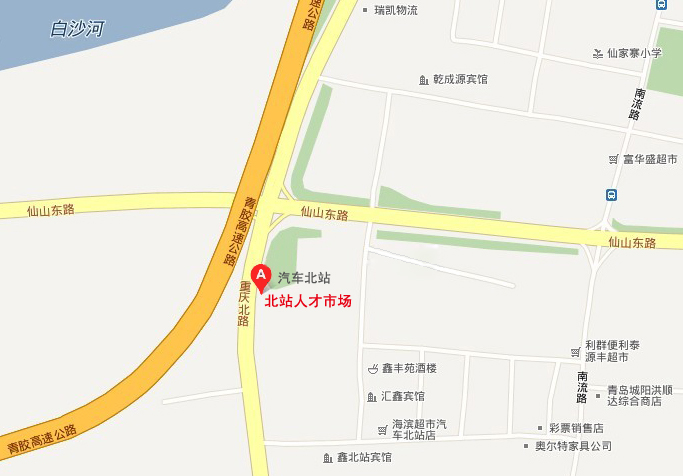 速公路
瑞凯物流
白沙河
仙家寨小学
乾成源宾馆
南流路
富华盛超市
仙山东路
青胶高速公路
仙山东路
仙山东路
A
汽车北站
北站人才市场
重庆北路
利群便利泰
源丰超市
鑫丰苑酒楼
南流路
汇鑫宾馆
青岛城阳洪顺
达综合商店
海滨超市汽
车北站店
彩票销售店
青胶高速公路
奥尔特家具公司
鑫北站宾馆